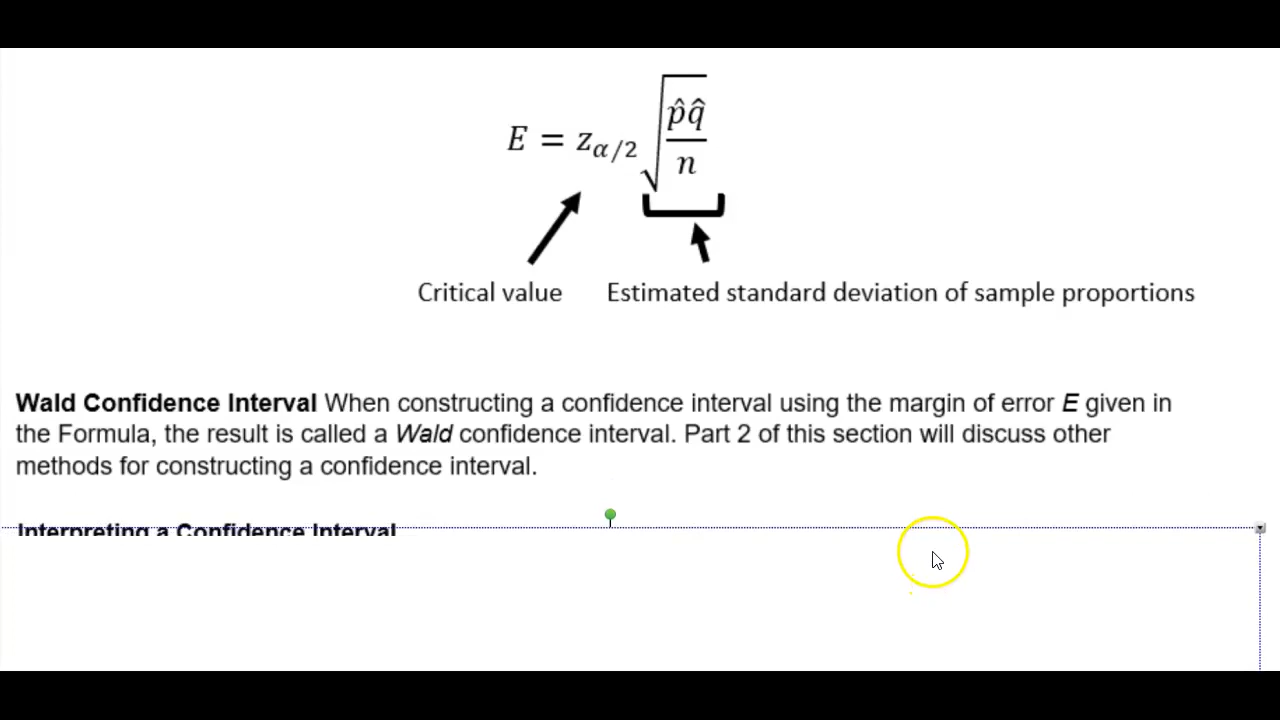 E = z_{α/2} √(p̂q̂/n)
Critical value
Estimated standard deviation of sample proportions
Wald Confidence Interval When constructing a confidence interval using the margin of error E given in
the Formula, the result is called a Wald confidence interval. Part 2 of this section will discuss other
methods for constructing a confidence interval.
Interpreting a Confidence Interval